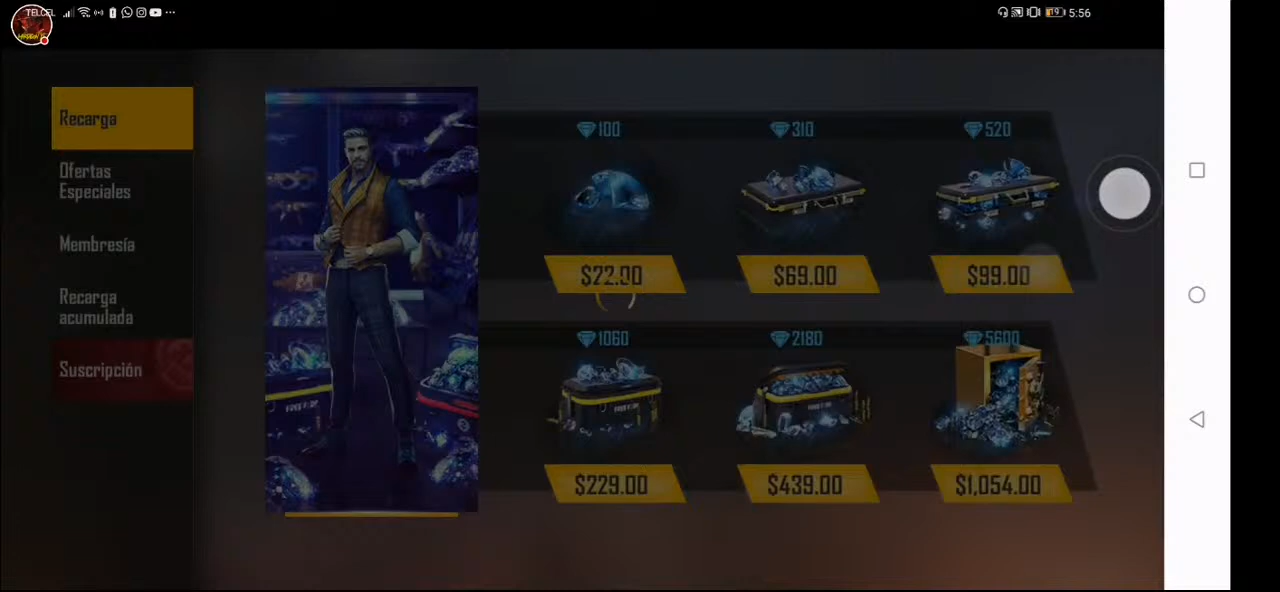 TELCEL
19
5:56
Recarga
Ofertas
Especiales
Membresía
Recarga
acumulada
Suscripción
100
310
520
$22.00
$69.00
$99.00
1060
2180
5600
$229.00
$439.00
$1,054.00